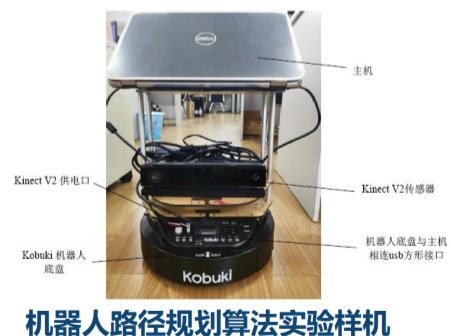 DELL
主机
Kinect V2 供电口
Kinect V2传感器
Kobuki 机器人
底盘
机器人底盘与主机
相连usb方形接口
Kobuki
kobuki
机器人路径规划算法实验样机